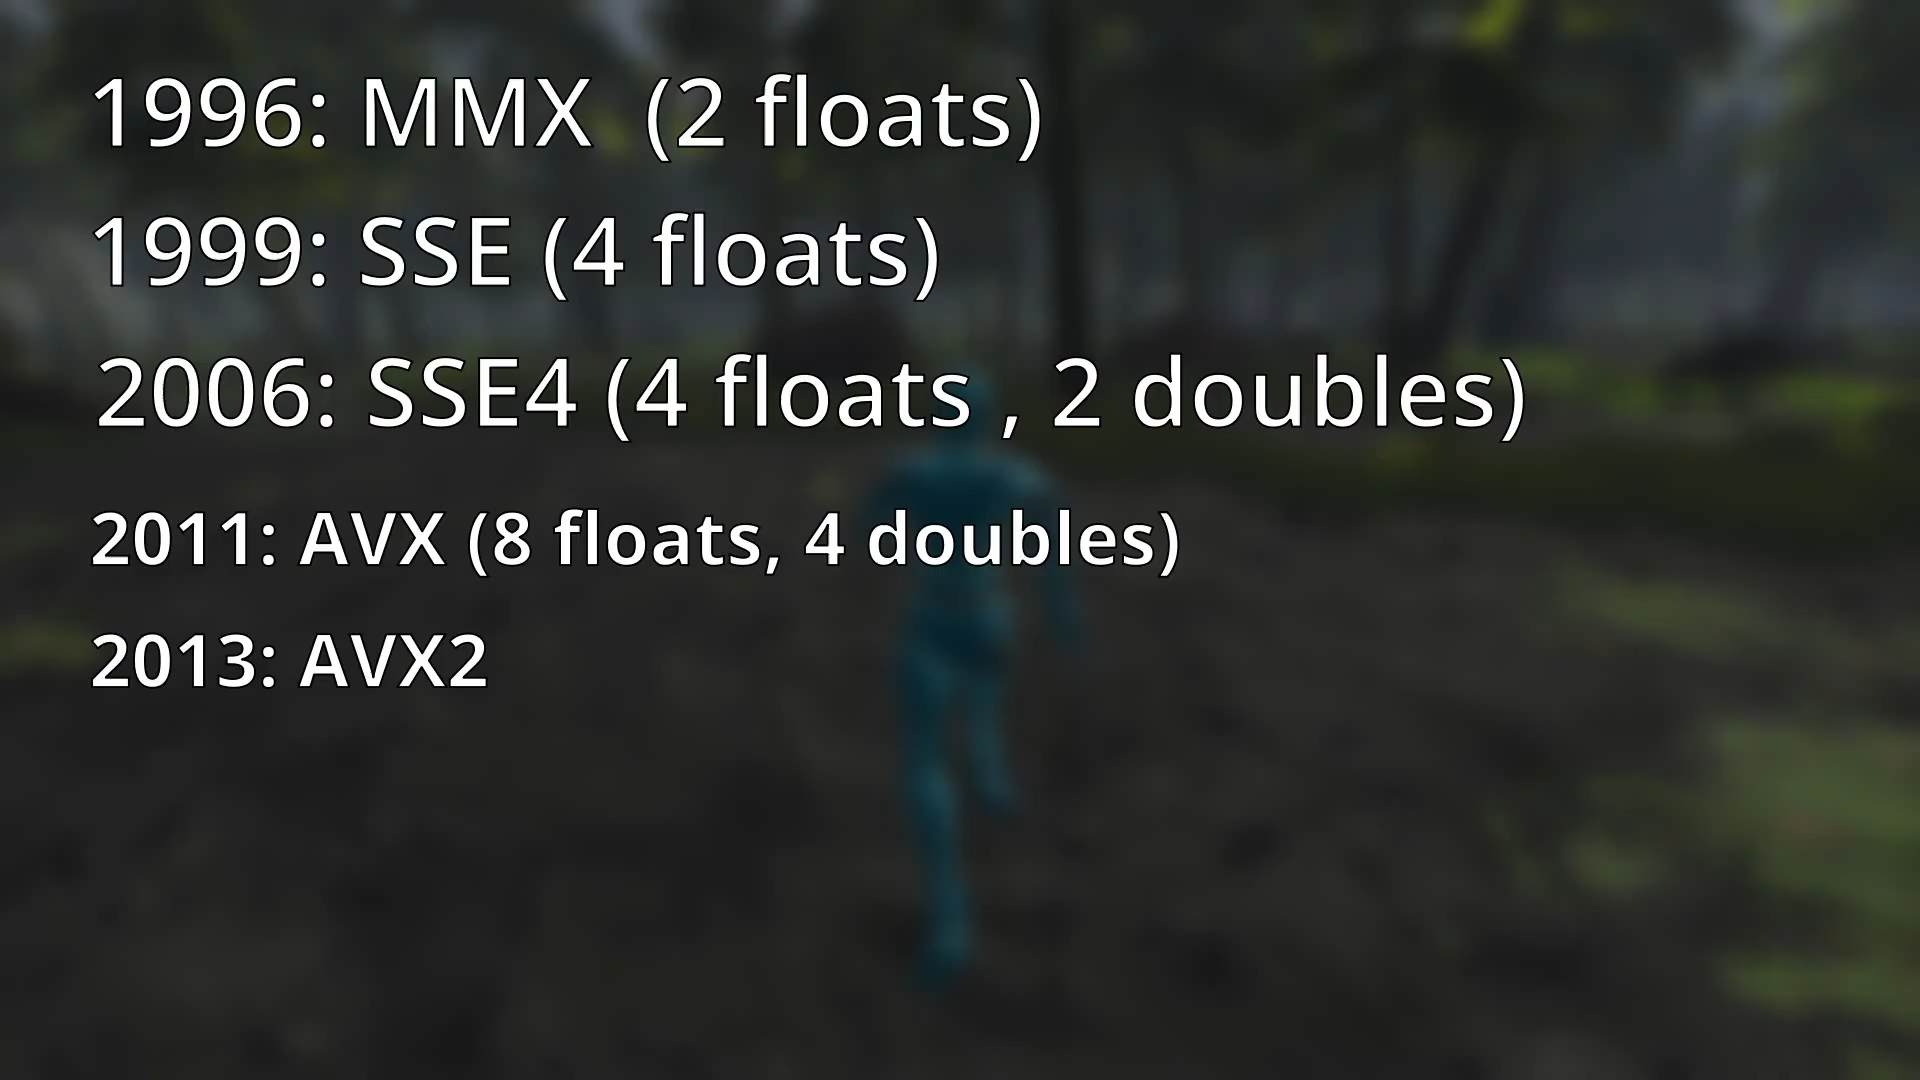 1996: MMX  (2 floats)
1999: SSE (4 floats)
2006: SSE4 (4 floats , 2 doubles)
2011: AVX (8 floats, 4 doubles)
2013: AVX2